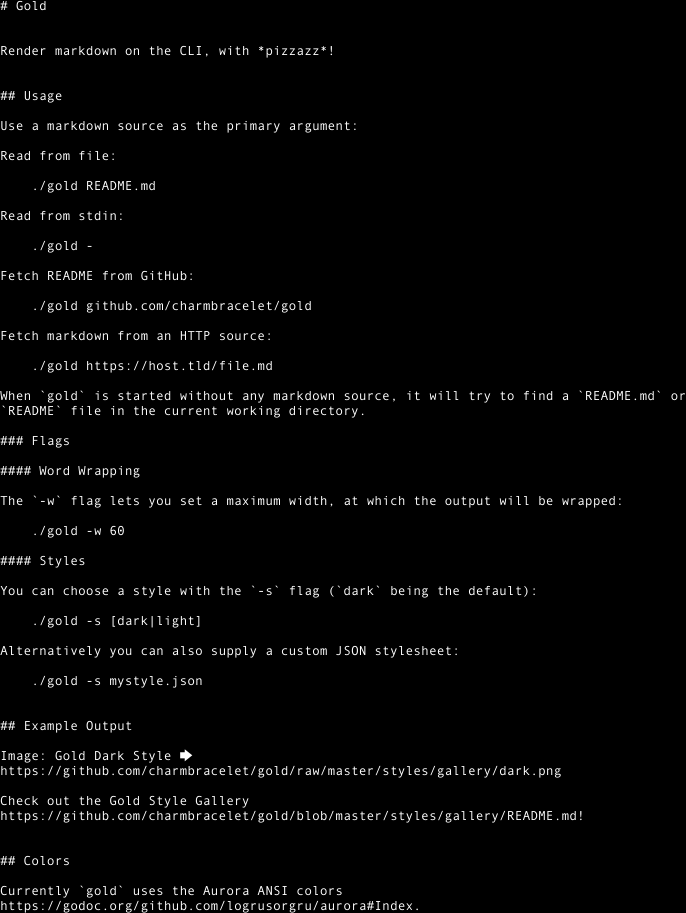 # Gold
Render markdown on the CLI, with *pizzazz*!
## Usage
Use a markdown source as the primary argument:
Read from file:
./gold README.md
Read from stdin:
./gold -
Fetch README from GitHub:
./gold github.com/charmbracelet/gold
Fetch markdown from an HTTP source:
./gold https://host.tld/file.md
When `gold` is started without any markdown source, it will try to find a `README.md` or
`README` file in the current working directory.
### Flags
#### Word Wrapping
The `-w` flag lets you set a maximum width, at which the output will be wrapped:
./gold -w 60
#### Styles
You can choose a style with the `-s` flag (`dark` being the default):
./gold -s [dark|light]
Alternatively you can also supply a custom JSON stylesheet:
./gold -s mystyle.json
## Example Output
Image: Gold Dark Style 🡆
https://github.com/charmbracelet/gold/raw/master/styles/gallery/dark.png
Check out the Gold Style Gallery
https://github.com/charmbracelet/gold/blob/master/styles/gallery/README.md!
## Colors
Currently `gold` uses the Aurora ANSI colors
https://godoc.org/github.com/logrusorgru/aurora#Index.